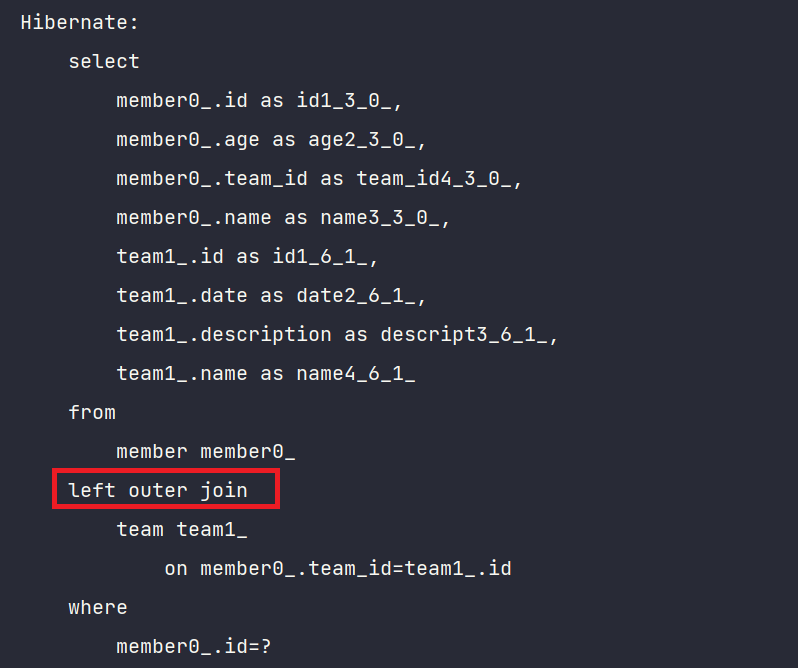 Hibernate:
    select
        member0_.id as id1_3_0_,
        member0_.age as age2_3_0_,
        member0_.team_id as team_id4_3_0_,
        member0_.name as name3_3_0_,
        team1_.id as id1_6_1_,
        team1_.date as date2_6_1_,
        team1_.description as descript3_6_1_,
        team1_.name as name4_6_1_
    from
        member member0_
    left outer join
        team team1_
            on member0_.team_id=team1_.id
    where
        member0_.id=?